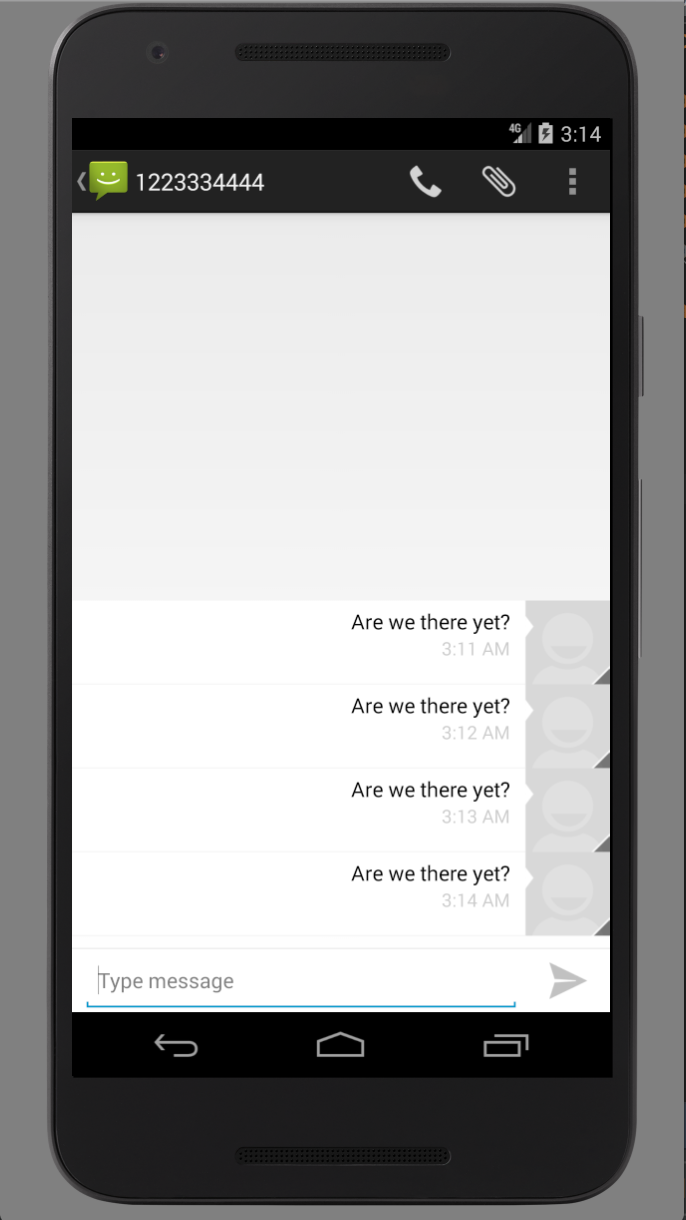 4G 3:14
1223334444
Are we there yet?
3:11 AM
Are we there yet?
3:12 AM
Are we there yet?
3:13 AM
Are we there yet?
3:14 AM
Type message